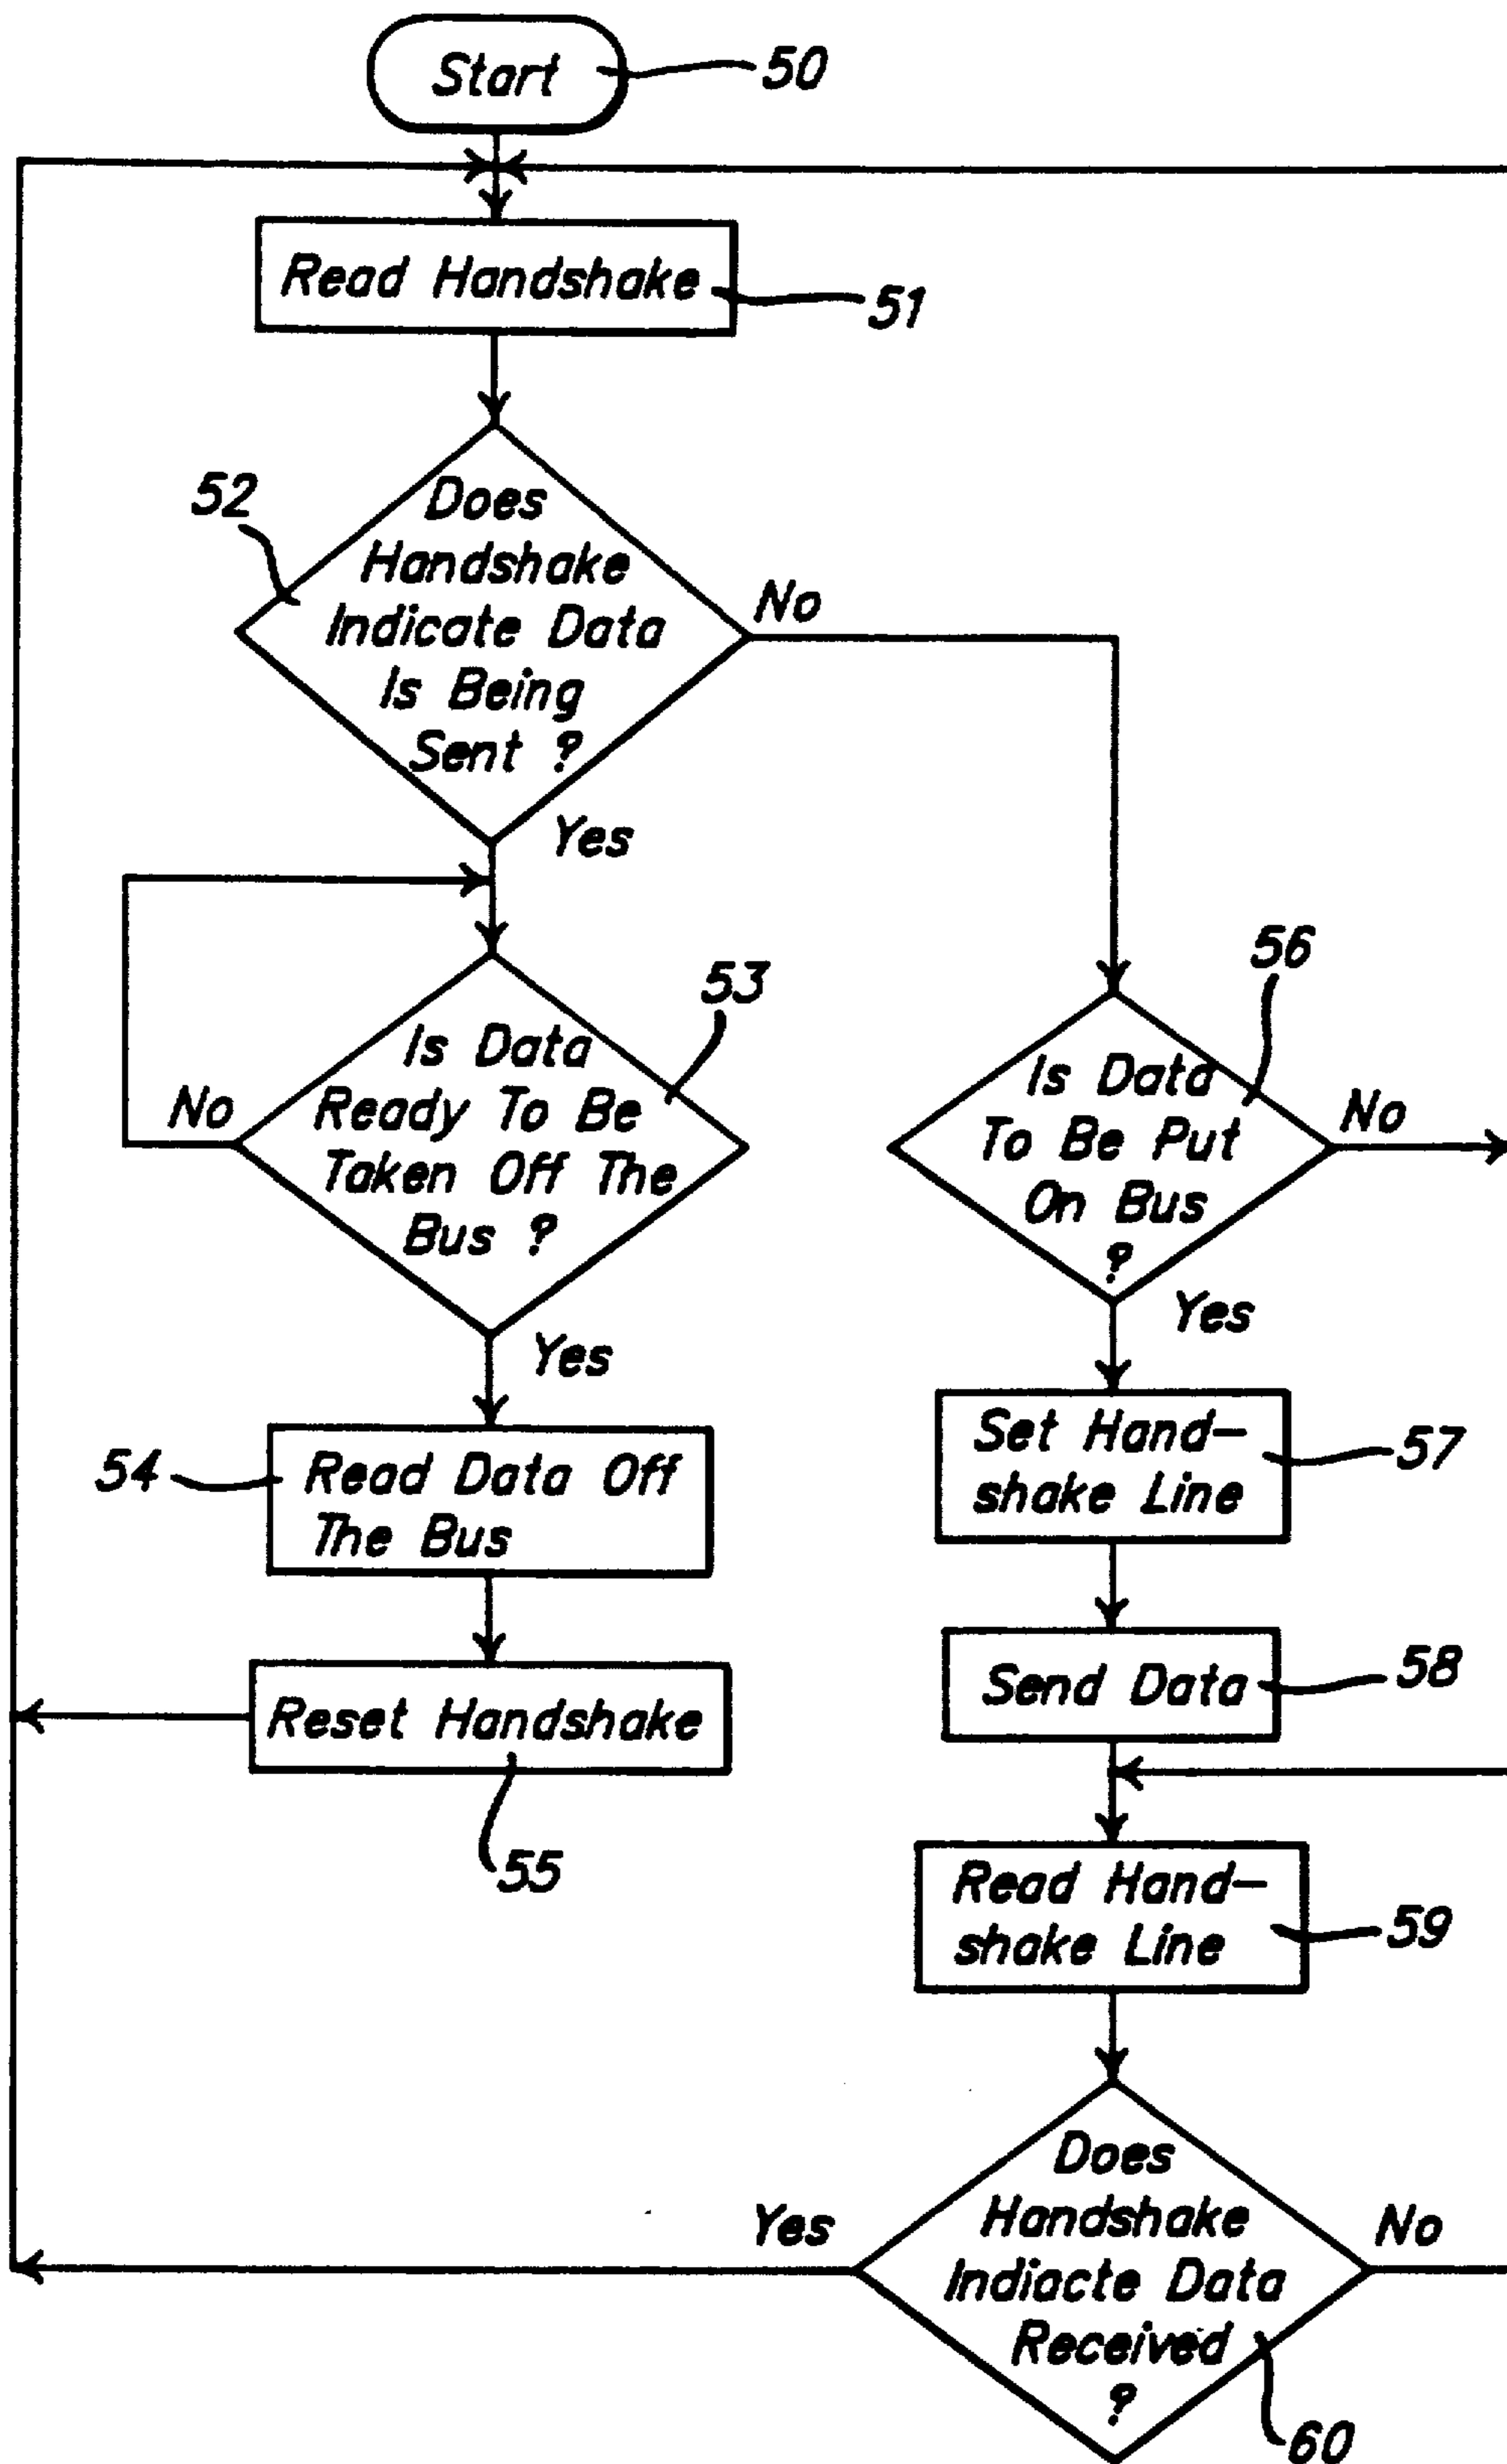 Start
50
Read Handshake
51
52
Does
Handshake
Indicate Data
Is Being
Sent ?
No
Yes
53
Is Data
Ready To Be
Taken Off The
Bus ?
No
Yes
54
Read Data Off
The Bus
Reset Handshake
55
56
Is Data
To Be Put
On Bus
?
No
Yes
Set Hand-
shake Line
57
Send Data
58
Read Hand-
shake Line
59
Does
Handshake
Indiacte Data
Received
?
Yes
No
60